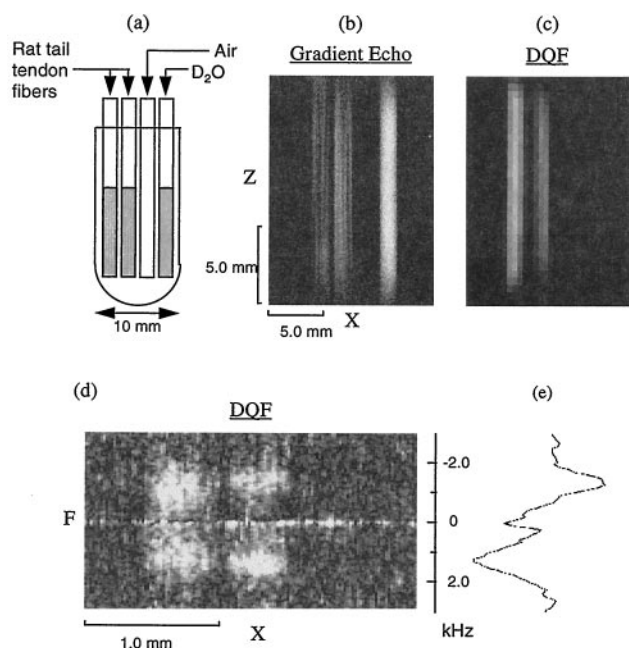 (a)
Rat tail
tendon
fibers
Air
D₂O
10 mm
(b)
Gradient Echo
Z
5.0 mm
5.0 mm
X
(c)
DQF
(d)
DQF
F
1.0 mm
X
(e)
-2.0
0
2.0
kHz